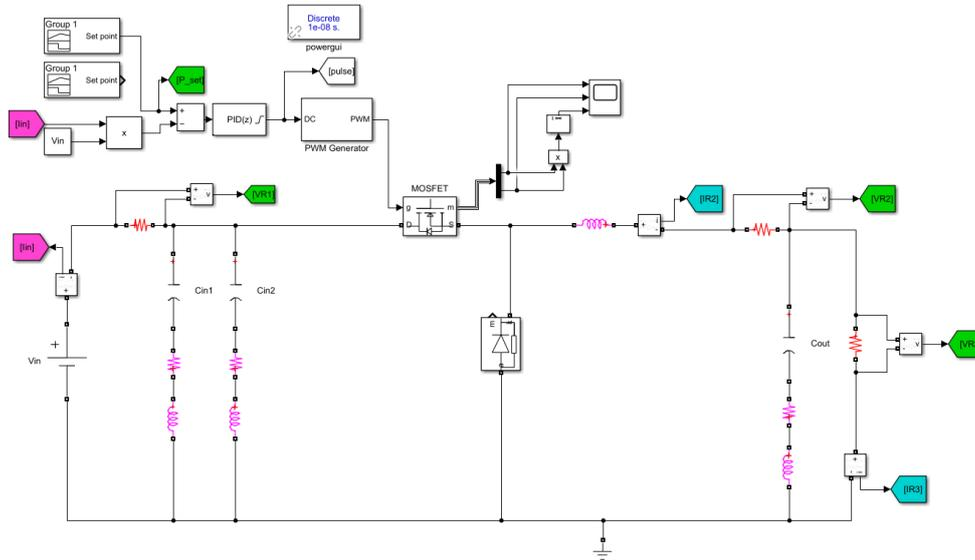 Group 1
Set point
Group 1
Set point
Discrete
1e-08 s.
powergui
[P_set]
[pulse]
[Iin]
Vin
x
+
−
PID(z)
DC
PWM
PWM Generator
x
MOSFET
g
m
D
S
+
-
v
[VR1]
[Iin]
+
Cin1
Cin2
+
Vin
E
+
i
-
[IR2]
+
-
v
[VR2]
Cout
+
-
v
[VR
+
[IR3]